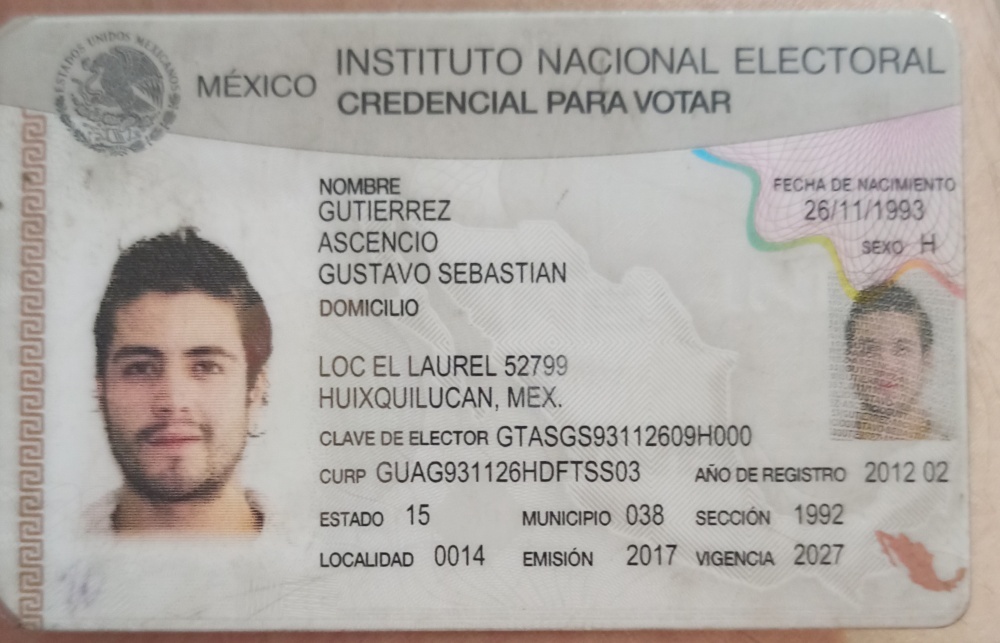 ESTADOS UNIDOS MEXICANOS
MÉXICO INSTITUTO NACIONAL ELECTORAL
CREDENCIAL PARA VOTAR
NOMBRE
GUTIERREZ
ASCENCIO
GUSTAVO SEBASTIAN
FECHA DE NACIMIENTO
26/11/1993
SEXO H
DOMICILIO
LOC EL LAUREL 52799
HUIXQUILUCAN, MEX.
CLAVE DE ELECTOR GTASGS93112609H000
CURP GUAG931126HDFTSS03 AÑO DE REGISTRO 2012 02
ESTADO 15 MUNICIPIO 038 SECCIÓN 1992
LOCALIDAD 0014 EMISIÓN 2017 VIGENCIA 2027